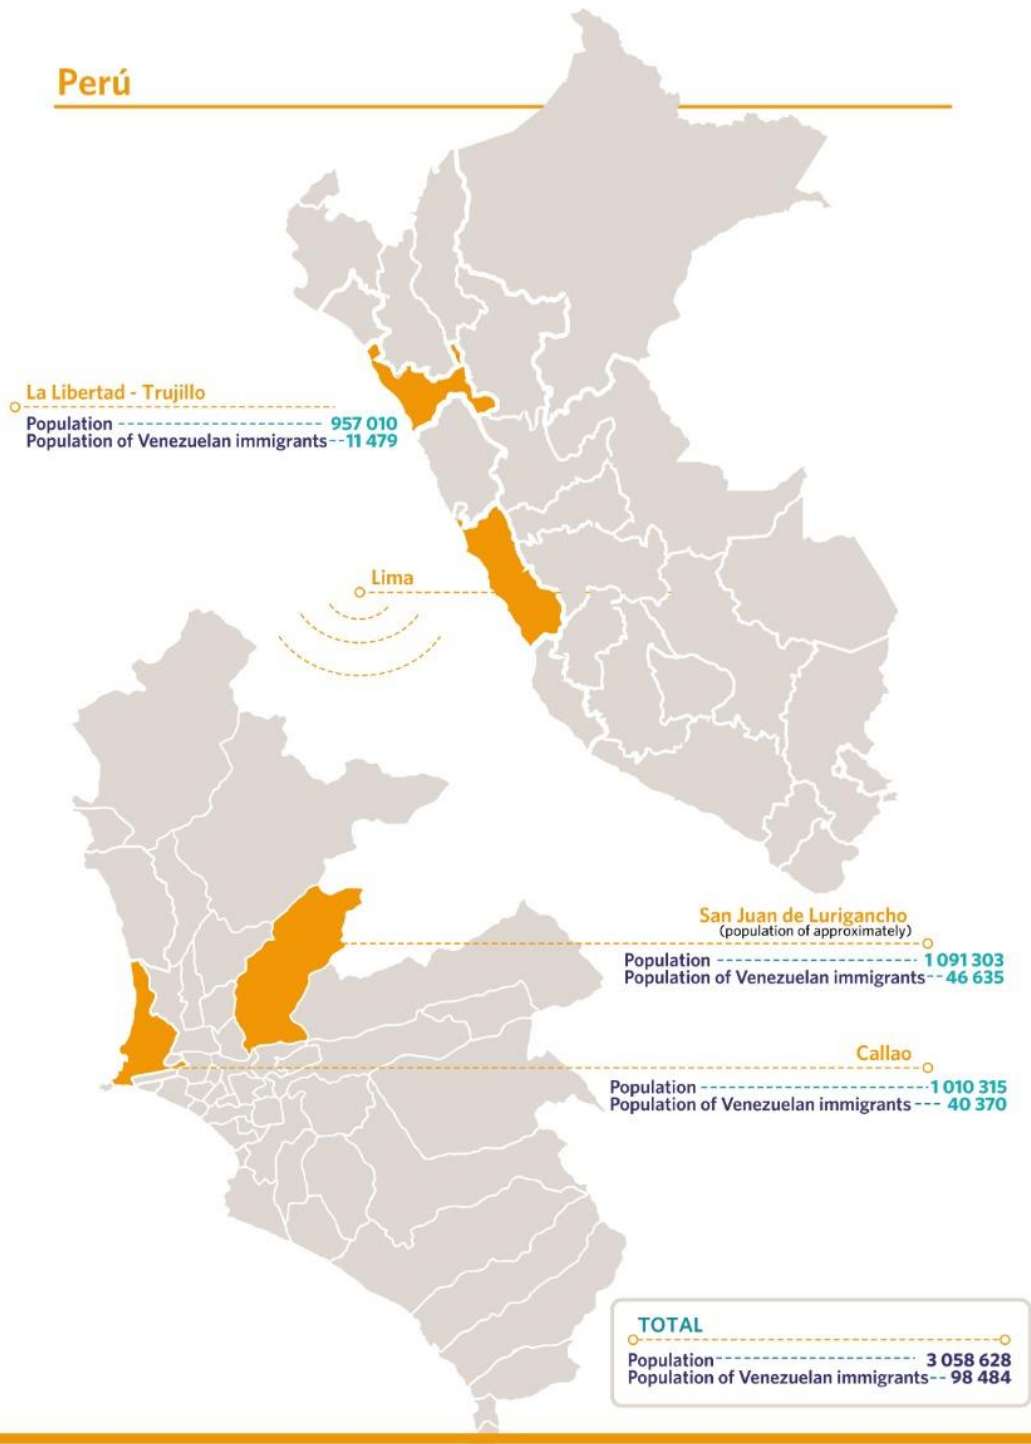 Perú
La Libertad - Trujillo
Population 957 010
Population of Venezuelan immigrants 11 479
Lima
San Juan de Lurigancho
(population of approximately)
Population 1 091 303
Population of Venezuelan immigrants 46 635
Callao
Population 1 010 315
Population of Venezuelan immigrants 40 370
TOTAL
Population 3 058 628
Population of Venezuelan immigrants 98 484